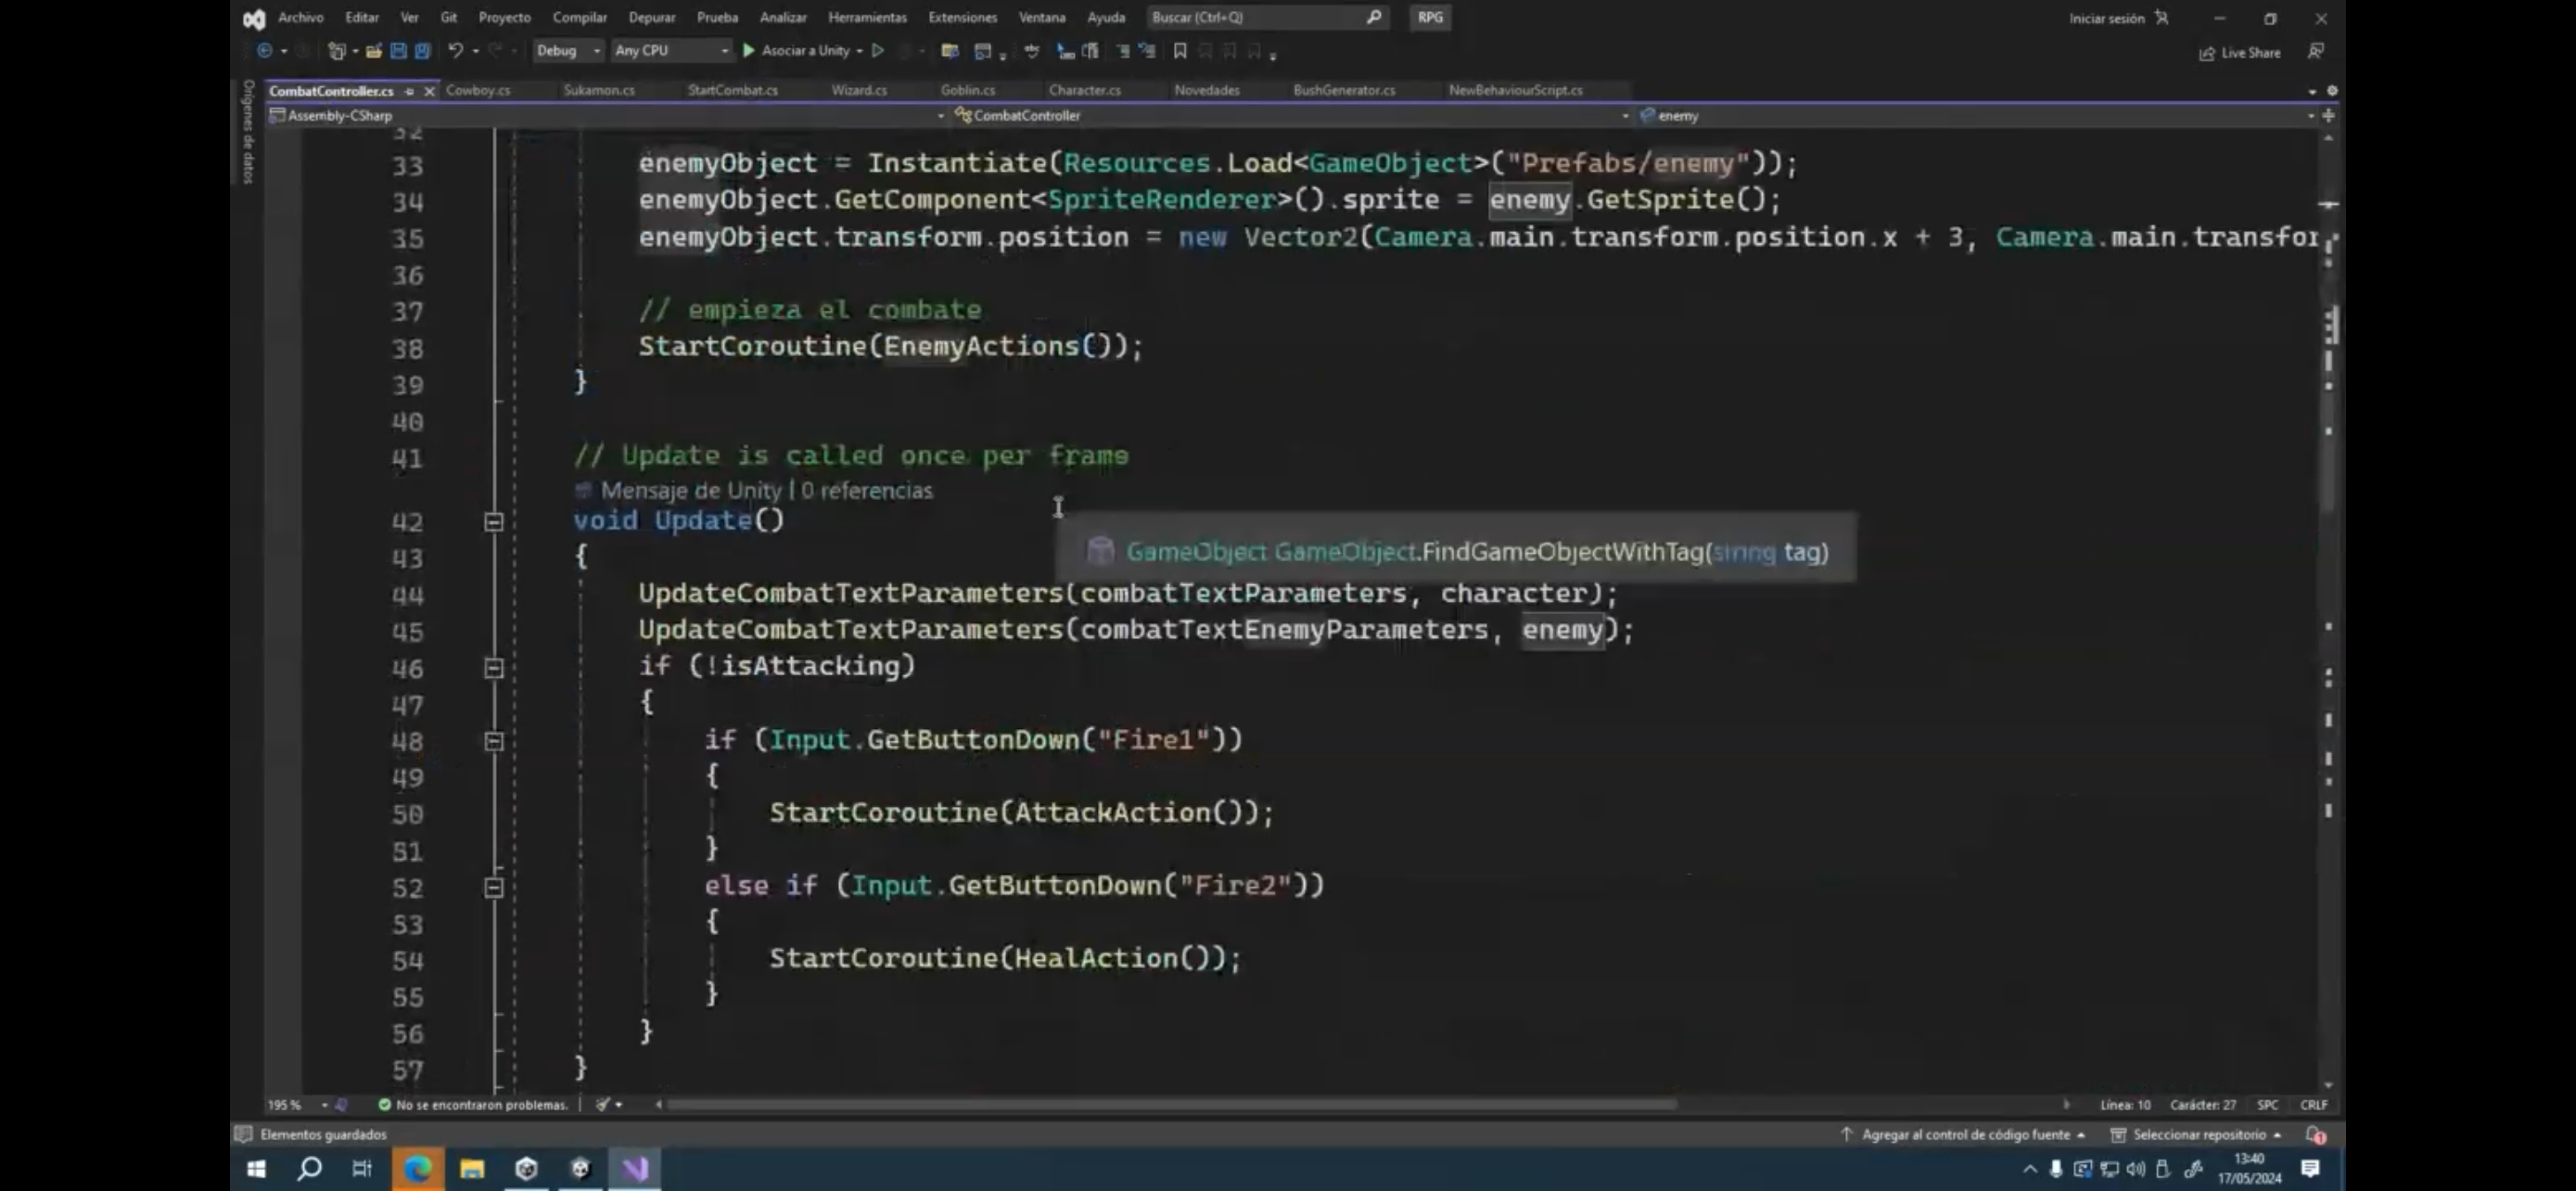 Archivo Editar Ver Git Proyecto Compilar Depurar Prueba Analizar Herramientas Extensiones Ventana Ayuda Buscar (Ctrl+Q) RPG Iniciar sesión
Debug Any CPU Asociar a Unity Live Share
Orígenes de datos
CombatController.cs Cowboy.cs Sukamon.cs StartCombat.cs Wizard.cs Goblin.cs Character.cs Novedades BushGenerator.cs NewBehaviourScript.cs
Assembly-CSharp CombatController enemy
32
33 enemyObject = Instantiate(Resources.Load<GameObject>("Prefabs/enemy"));
34 enemyObject.GetComponent<SpriteRenderer>().sprite = enemy.GetSprite();
35 enemyObject.transform.position = new Vector2(Camera.main.transform.position.x + 3, Camera.main.transfor
36
37 // empieza el combate
38 StartCoroutine(EnemyActions());
39 }
40
41 // Update is called once per frame
Mensaje de Unity | 0 referencias
42 void Update()
43 {
GameObject GameObject.FindGameObjectWithTag(string tag)
44 UpdateCombatTextParameters(combatTextParameters, character);
45 UpdateCombatTextParameters(combatTextEnemyParameters, enemy);
46 if (!isAttacking)
47 {
48 if (Input.GetButtonDown("Fire1"))
49 {
50 StartCoroutine(AttackAction());
51 }
52 else if (Input.GetButtonDown("Fire2"))
53 {
54 StartCoroutine(HealAction());
55 }
56 }
57 }
195 % No se encontraron problemas. Línea: 10 Carácter: 27 SPC CRLF
Elementos guardados Agregar al control de código fuente Seleccionar repositorio 1
13:40
17/05/2024